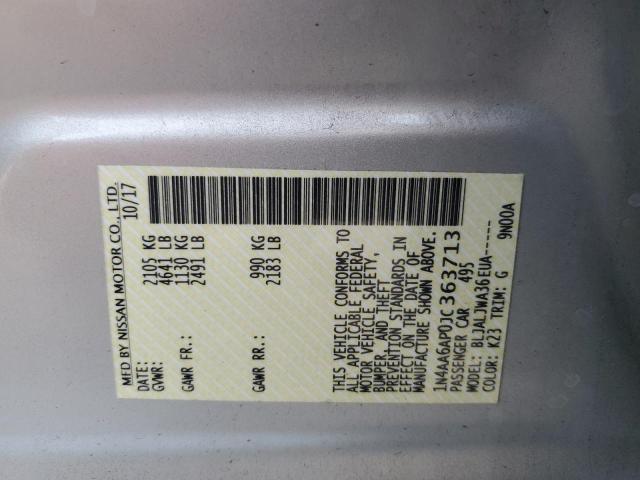 MFD BY NISSAN MOTOR CO., LTD.
DATE: 10/17
GVWR: 2105 KG
4641 LB
GAWR FR: 1130 KG
2491 LB
GAWR RR: 990 KG
2183 LB
THIS VEHICLE CONFORMS TO
ALL APPLICABLE FEDERAL
MOTOR VEHICLE SAFETY,
BUMPER, AND THEFT
PREVENTION STANDARDS IN
EFFECT ON THE DATE OF
MANUFACTURE SHOWN ABOVE.
1N4AA6AP0JC363713
PASSENGER CAR 495
MODEL: BLJALJWA36EUA-----
COLOR: K23 TRIM: G 9N00A